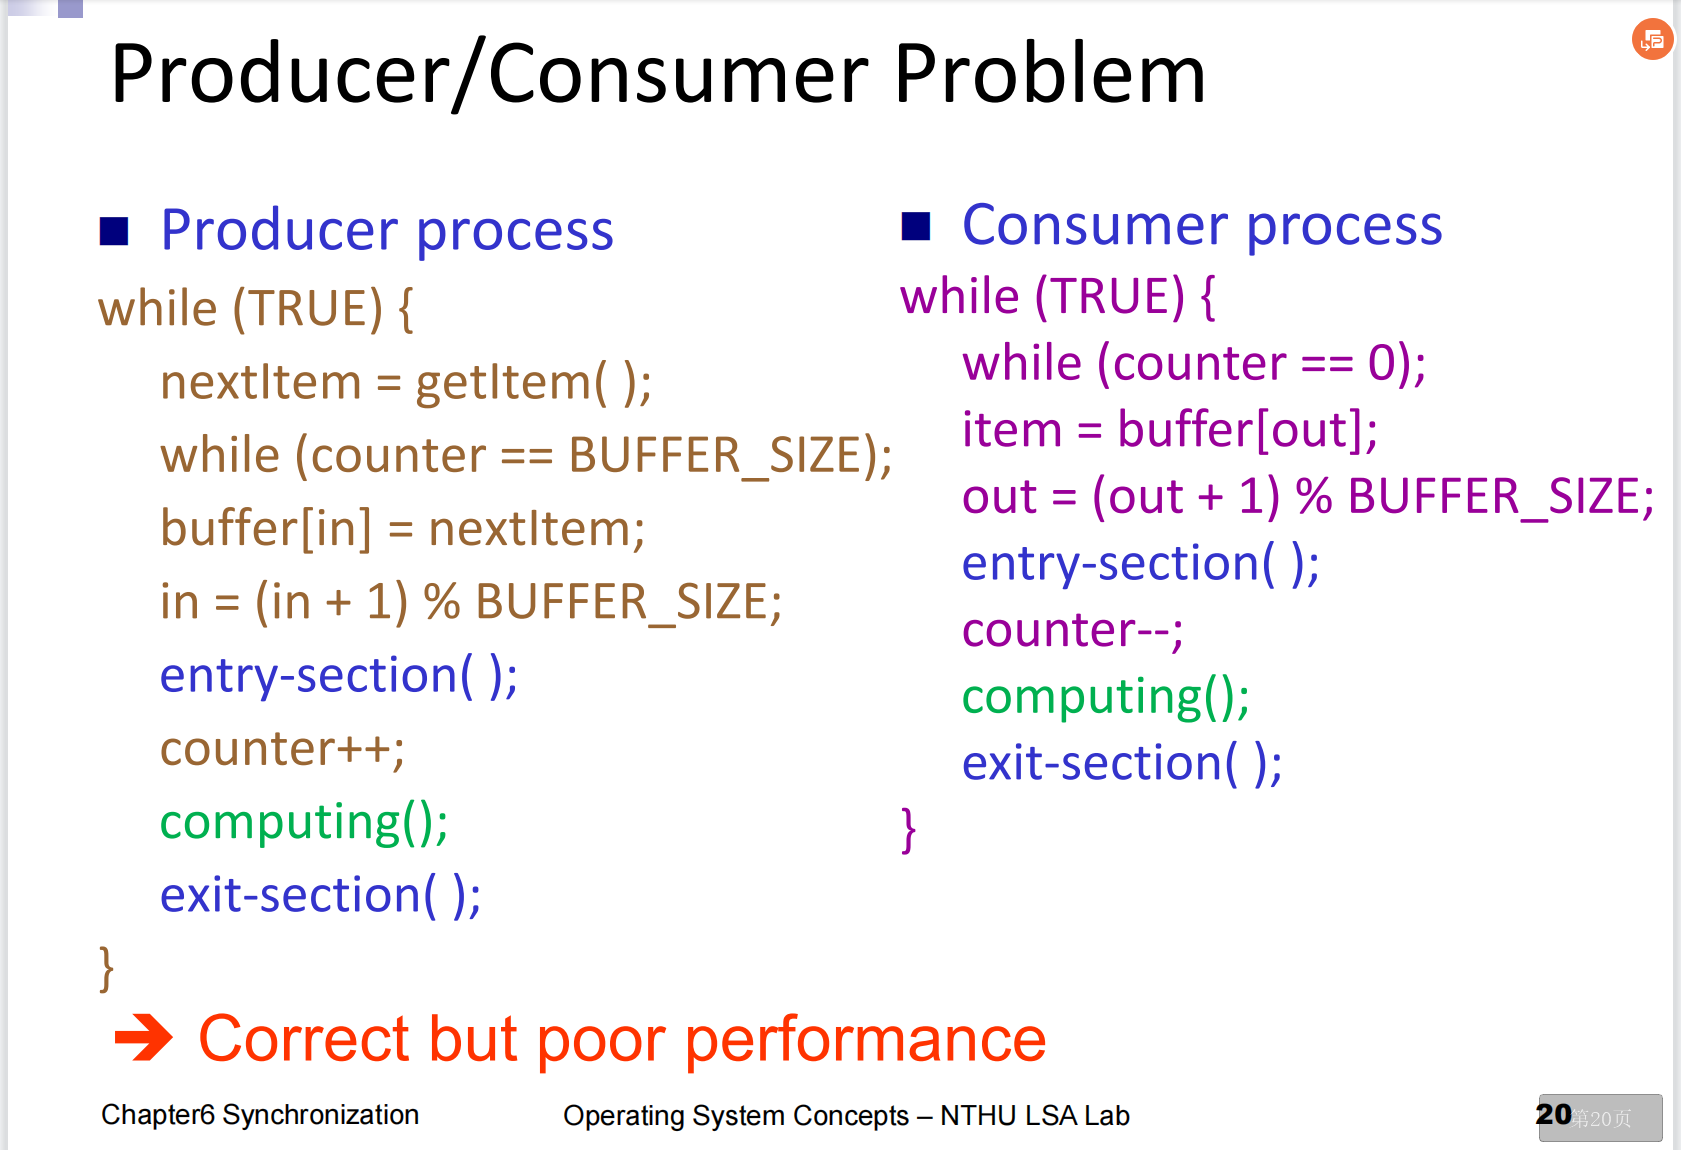 Producer/Consumer Problem
Producer process
while (TRUE) {
nextItem = getItem( );
while (counter == BUFFER_SIZE);
buffer[in] = nextItem;
in = (in + 1) % BUFFER_SIZE;
entry-section( );
counter++;
computing();
exit-section( );
}
Consumer process
while (TRUE) {
while (counter == 0);
item = buffer[out];
out = (out + 1) % BUFFER_SIZE;
entry-section( );
counter--;
computing();
exit-section( );
}
➔ Correct but poor performance
Chapter6 Synchronization
Operating System Concepts – NTHU LSA Lab
20
第20页